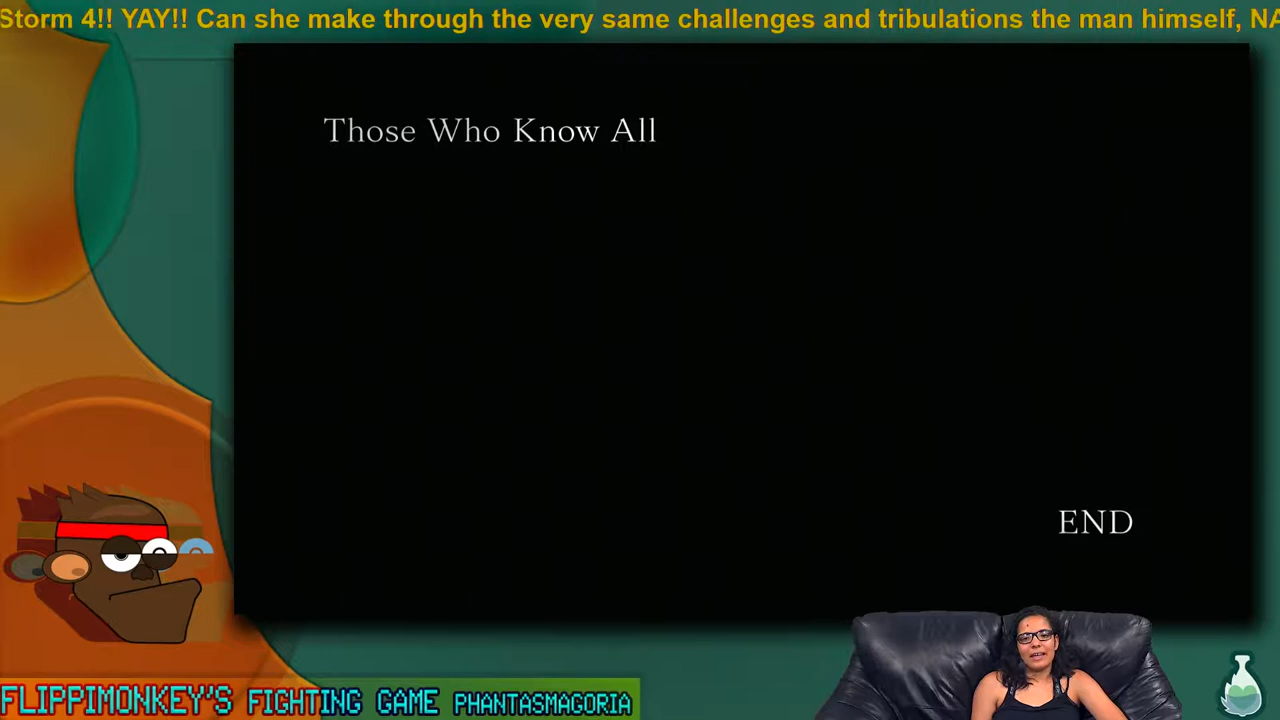 Storm 4!! YAY!! Can she make through the very same challenges and tribulations the man himself, NA
Those Who Know All
END
FLIPPIMONKEY'S FIGHTING GAME PHANTASMAGORIA